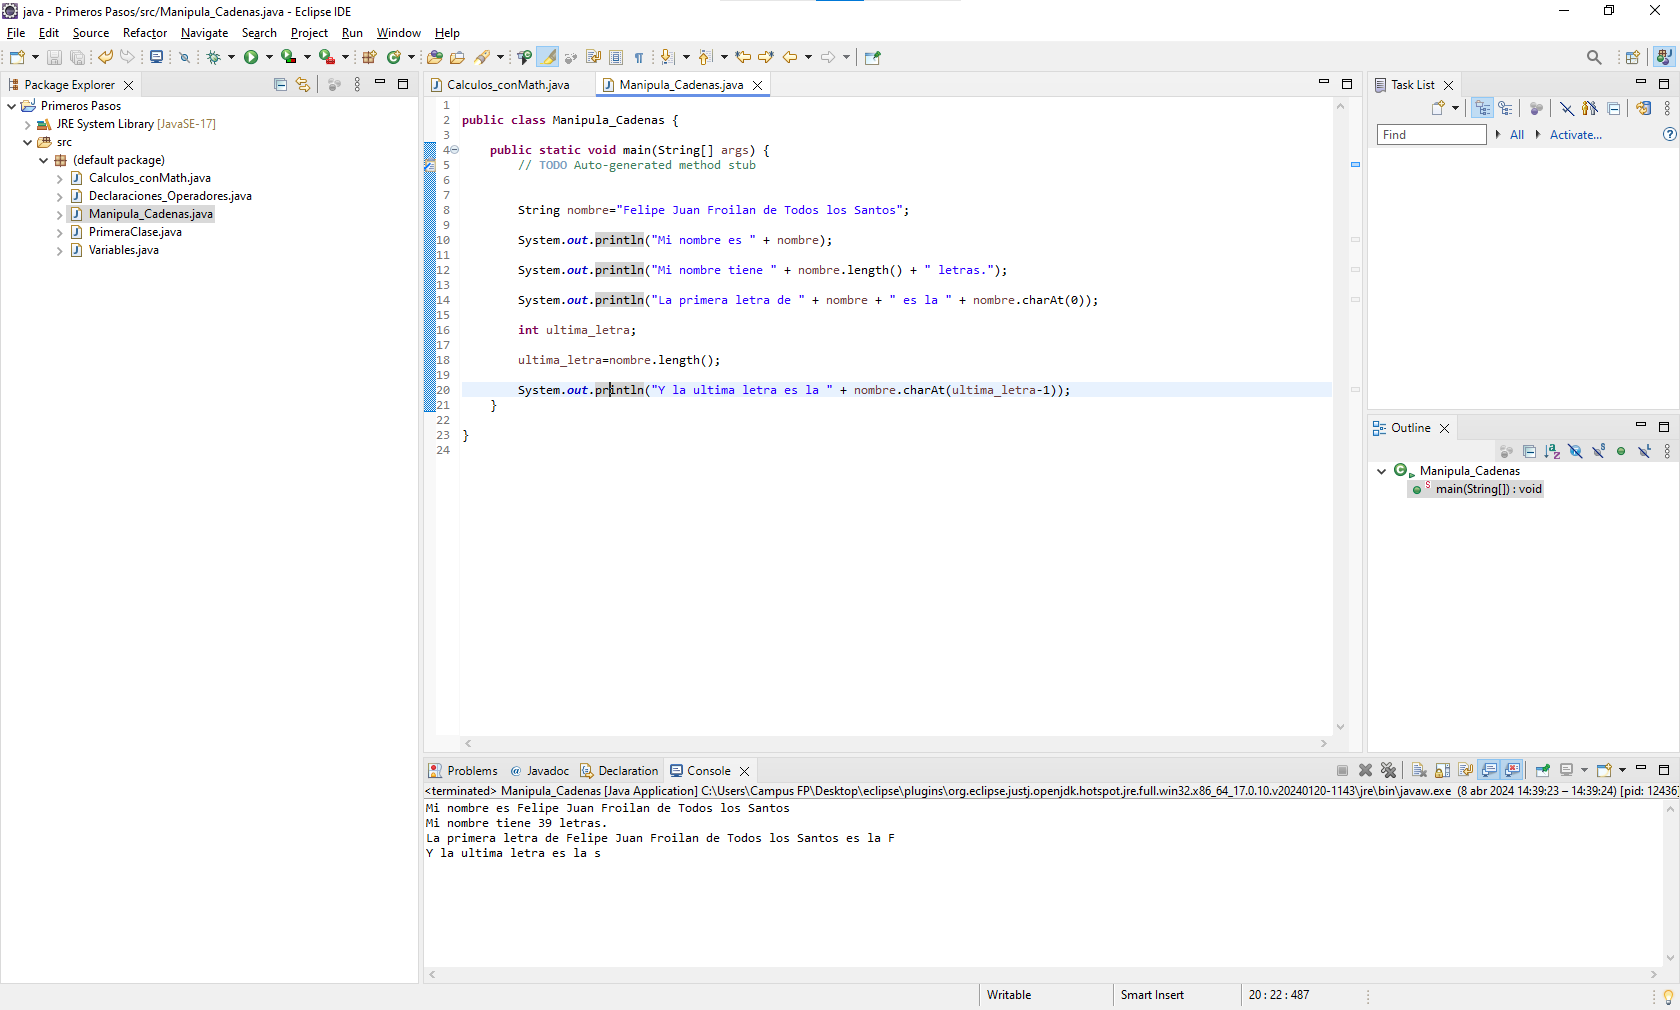 java - Primeros Pasos/src/Manipula_Cadenas.java - Eclipse IDE
File Edit Source Refactor Navigate Search Project Run Window Help
Package Explorer
Primeros Pasos
JRE System Library [JavaSE-17]
src
(default package)
Calculos_conMath.java
Declaraciones_Operadores.java
Manipula_Cadenas.java
PrimeraClase.java
Variables.java
Calculos_conMath.java Manipula_Cadenas.java
1
2 public class Manipula_Cadenas {
3
4 public static void main(String[] args) {
5 // TODO Auto-generated method stub
6
7
8 String nombre="Felipe Juan Froilan de Todos los Santos";
9
10 System.out.println("Mi nombre es " + nombre);
11
12 System.out.println("Mi nombre tiene " + nombre.length() + " letras.");
13
14 System.out.println("La primera letra de " + nombre + " es la " + nombre.charAt(0));
15
16 int ultima_letra;
17
18 ultima_letra=nombre.length();
19
20 System.out.println("Y la ultima letra es la " + nombre.charAt(ultima_letra-1));
21 }
22
23 }
24
Task List
Find All Activate...
Outline
Manipula_Cadenas
main(String[]) : void
Problems @ Javadoc Declaration Console
<terminated> Manipula_Cadenas [Java Application] C:\Users\Campus FP\Desktop\eclipse\plugins\org.eclipse.justj.openjdk.hotspot.jre.full.win32.x86_64_17.0.10.v20240120-1143\jre\bin\javaw.exe (8 abr 2024 14:39:23 – 14:39:24) [pid: 12436]
Mi nombre es Felipe Juan Froilan de Todos los Santos
Mi nombre tiene 39 letras.
La primera letra de Felipe Juan Froilan de Todos los Santos es la F
Y la ultima letra es la s
Writable Smart Insert 20 : 22 : 487